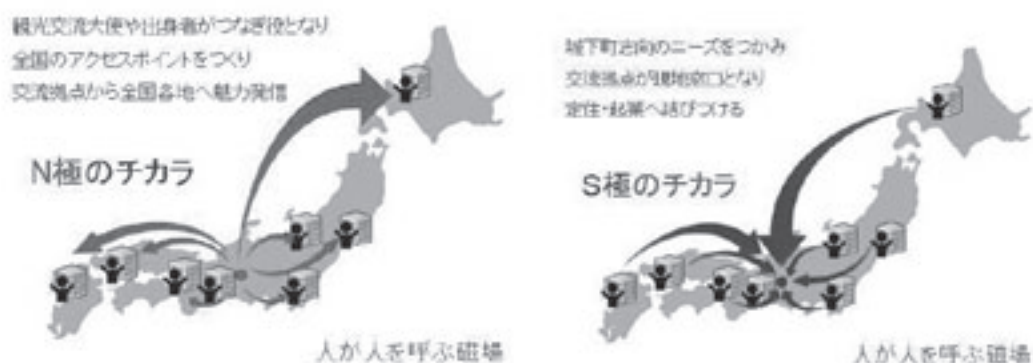 観光交流大使や出身者がつなぎ役となり
全国のアクセスポイントをつくり
交流拠点から全国各地へ魅力発信
N極のチカラ
人が人を呼ぶ磁場
城下町志向のニーズをつかみ
交流拠点が現地窓口となり
定住・起業へ結びつける
S極のチカラ
人が人を呼ぶ磁場